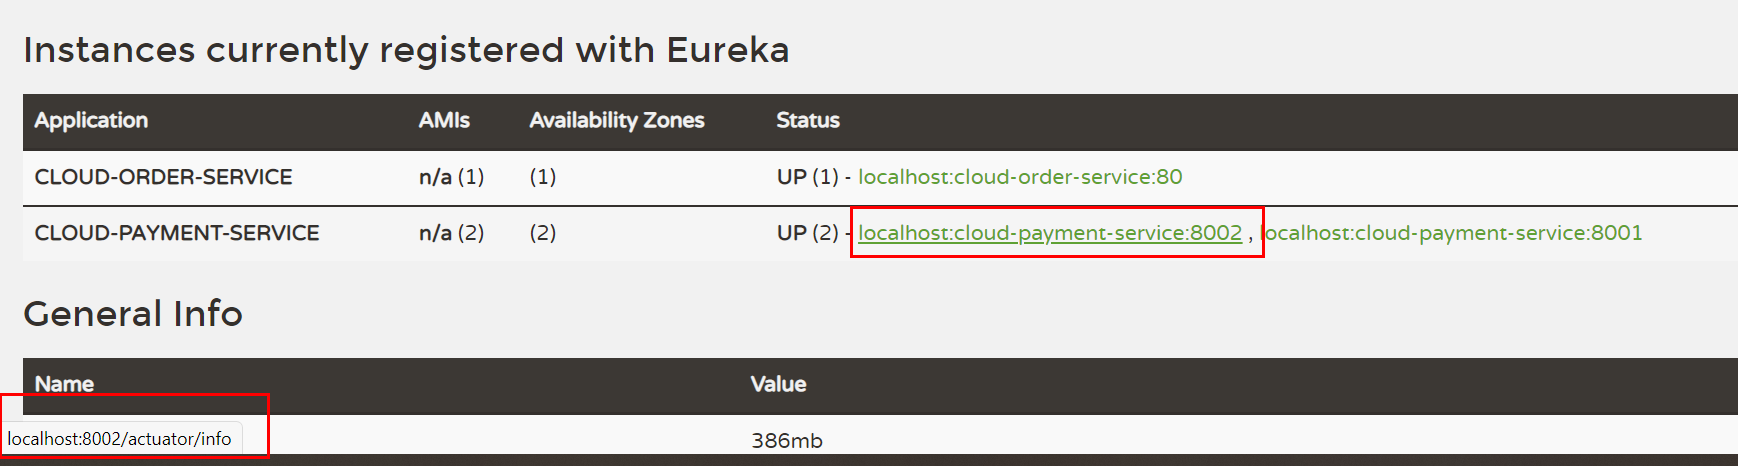 Instances currently registered with Eureka
Application AMIs Availability Zones Status
CLOUD-ORDER-SERVICE n/a (1) (1) UP (1) - localhost:cloud-order-service:80
CLOUD-PAYMENT-SERVICE n/a (2) (2) UP (2) - localhost:cloud-payment-service:8002 , localhost:cloud-payment-service:8001
General Info
Name Value
localhost:8002/actuator/info 386mb